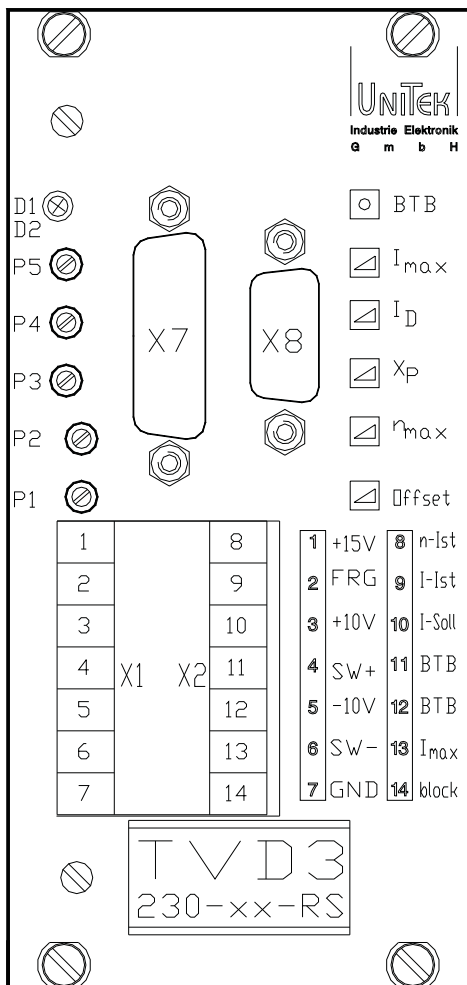 UNITEK
Industrie Elektronik
G m b H
D1
D2
BTB
P5
Imax
P4
ID
X7
X8
P3
XP
P2
nmax
P1
Offset
1 8 1 +15V 8 n-Ist
2 9 2 FRG 9 I-Ist
3 10 3 +10V 10 I-Soll
4 X1 X2 11 4 SW+ 11 BTB
5 12 5 -10V 12 BTB
6 13 6 SW- 13 Imax
7 14 7 GND 14 block
TVD3
230-xx-RS